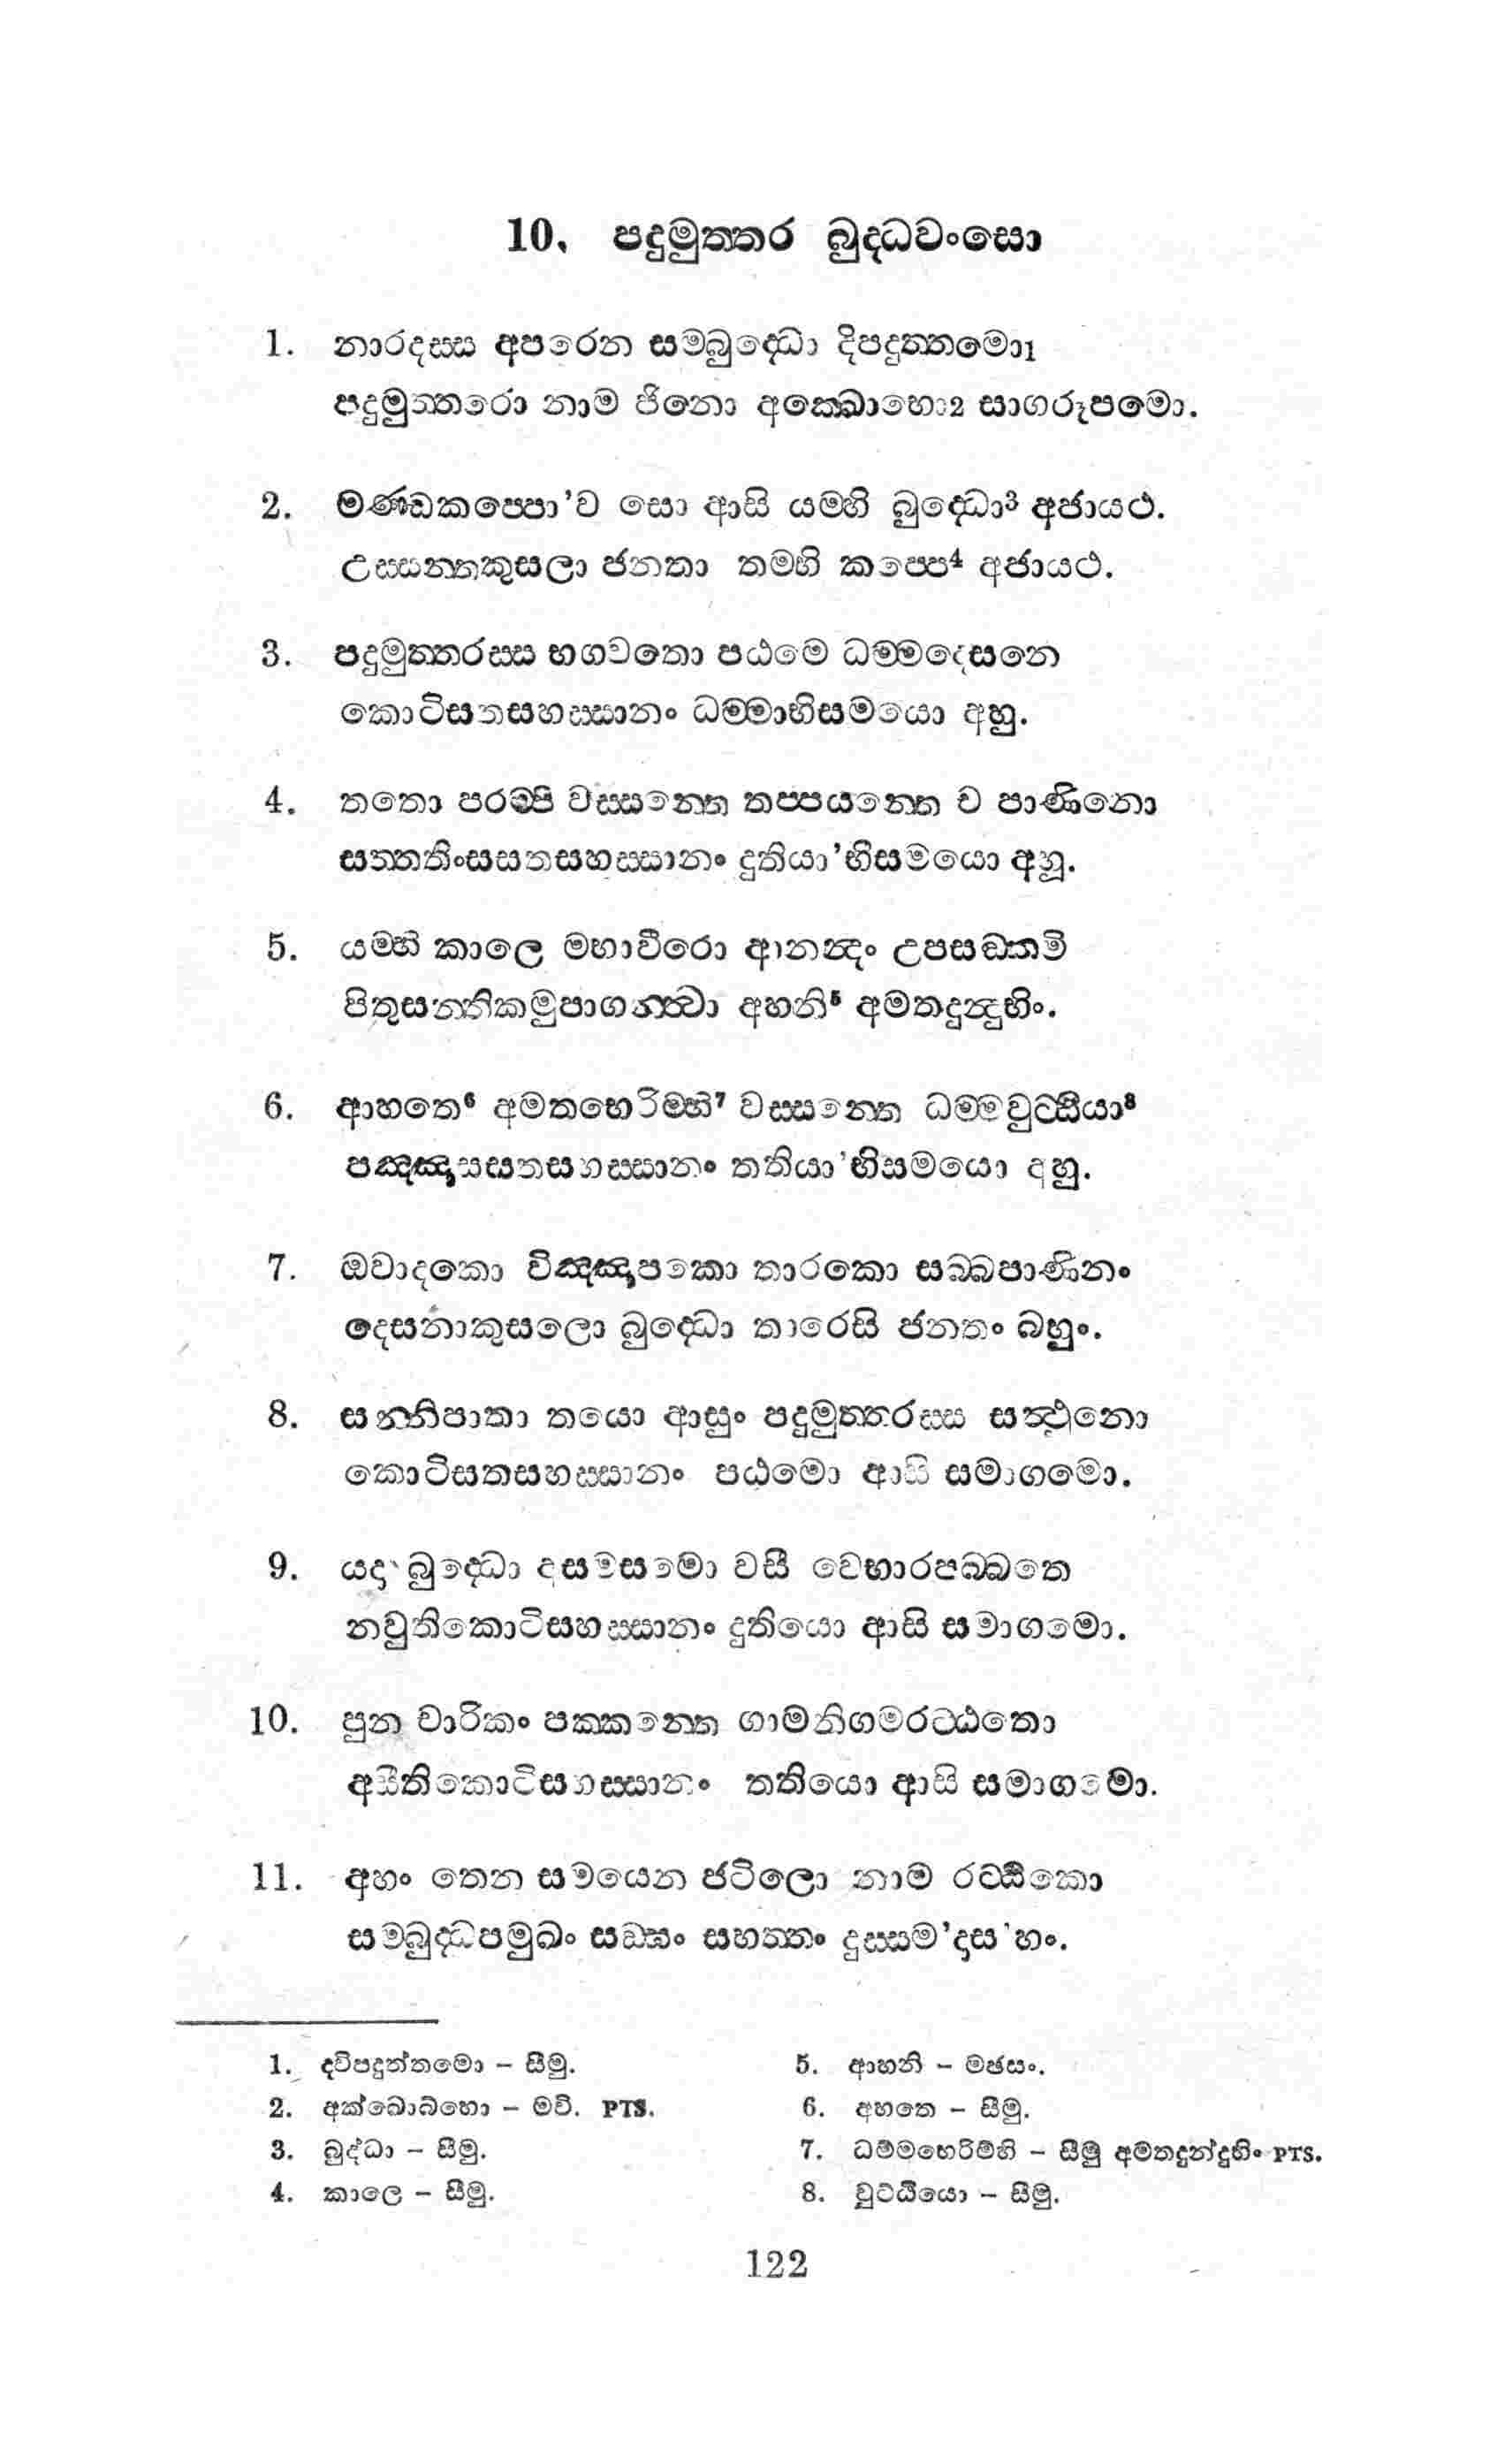 10. පදුමුත්තර බුද්ධවංසො
1. නාරදස්ස අපරෙන සම්බුද්ධො දිපදුත්තමො1
පදුමුත්තරො නාම ජිනො අක්ඛොභො2 සාගරූපමො.
2. මණ්ඩකප්පො'ව සො ආසි යම්හි බුද්ධො3 අජායථ.
උස්සන්නකුසලා ජනතා තම්හි කප්පෙ4 අජායථ.
3. පදුමුත්තරස්ස භගවතො පඨමෙ ධම්මදෙසනෙ
කොටිසතසහස්සානං ධම්මාභිසමයො අහු.
4. තතො පරම්පි වස්සන්තෙ තප්පයන්තෙ ච පාණිනො
සත්තතිංසසතසහස්සානං දුතියා'භිසමයො අහූ.
5. යම්හි කාලෙ මහාවීරො ආනන්දං උපසඞ්කමි
පිතුසන්තිකමුපාගන්ත්වා අහනි5 අමතදුන්දුභිං.
6. ආහතෙ6 අමතභෙරිම්හි7 වස්සන්තෙ ධම්මවුට්ඨියා8
පඤ්ඤාසසතසහස්සානං තතියා'භිසමයො අහු.
7. ඔවාදකො විඤ්ඤාපකො තාරකො සබ්බපාණිනං
දෙසනාකුසලො බුද්ධො තාරෙසි ජනතං බහුං.
8. සන්නිපාතා තයො ආසුං පදුමුත්තරස්ස සත්ථුනො
කොටිසතසහස්සානං පඨමො ආසි සමාගමො.
9. යදා බුද්ධො අසමසමො වසී වෙභාරපබ්බතෙ
නවුතිකොටිසහස්සානං දුතියො ආසි සමාගමො.
10. පුන චාරිකං පක්කන්තෙ ගාමනිගමරට්ඨතො
අසීතිකොටිසහස්සානං තතියො ආසි සමාගමො.
11. අහං තෙන සමයෙන ජටිලො නාම රට්ඨිකො
සම්බුද්ධපමුඛං සඞ්ඝං සභත්තං දුස්සම'දාස'හං.
1. ද්විපදුත්තමො - සීමු.
2. අක්ඛොබ්භො - මවි. PTS.
3. බුද්ධා - සීමු.
4. කාලෙ - සීමු.
5. ආහනි - මඡසං.
6. අහතෙ - සීමු.
7. ධම්මභෙරිම්හි - සීමු අමතදුන්දුභිං PTS.
8. වුට්ඨියො - සීමු.
122